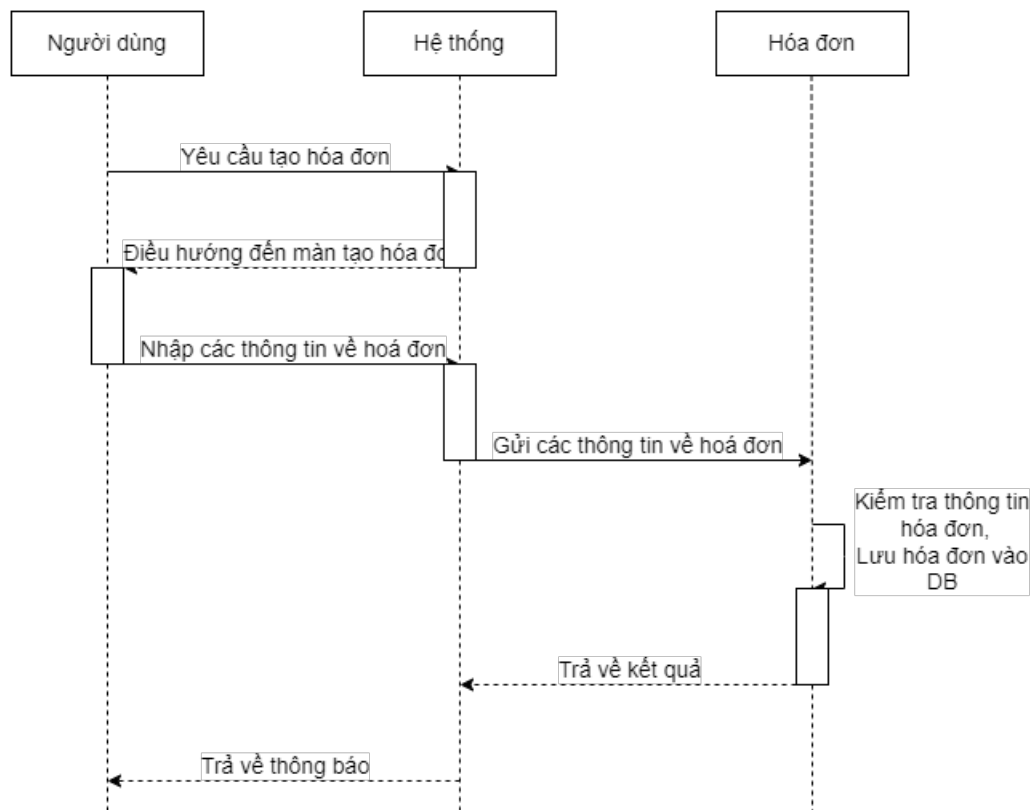 Người dùng
Hệ thống
Hóa đơn
Yêu cầu tạo hóa đơn
Điều hướng đến màn tạo hóa đơ
Nhập các thông tin về hoá đơn
Gửi các thông tin về hoá đơn
Kiểm tra thông tin
hóa đơn,
Lưu hóa đơn vào
DB
Trả về kết quả
Trả về thông báo